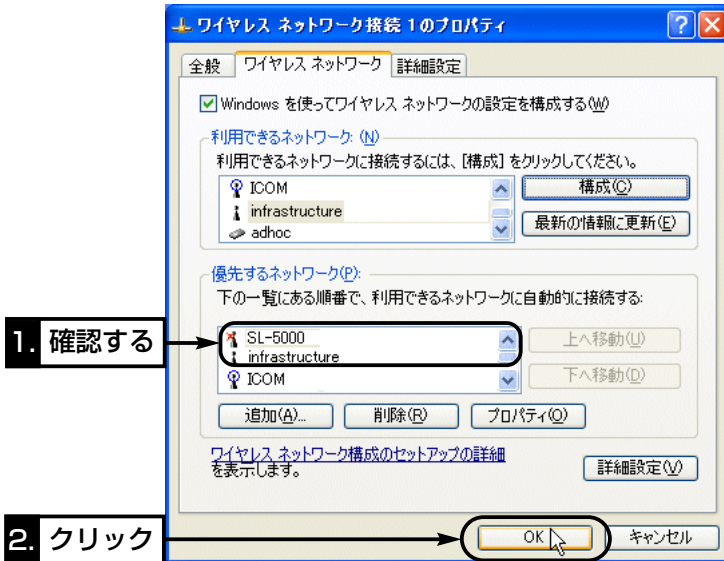 ワイヤレス ネットワーク接続 1のプロパティ
全般 ワイヤレス ネットワーク 詳細設定
Windows を使ってワイヤレス ネットワークの設定を構成する(W)
利用できるネットワーク: (N)
利用できるネットワークに接続するには、[構成] をクリックしてください。
ICOM
infrastructure
adhoc
構成(C)
最新の情報に更新(E)
優先するネットワーク(P):
下の一覧にある順番で、利用できるネットワークに自動的に接続する:
1. 確認する
SL-5000
infrastructure
ICOM
上へ移動(U)
下へ移動(D)
追加(A)... 削除(R) プロパティ(O)
ワイヤレス ネットワーク構成のセットアップの詳細
を表示します。
詳細設定(V)
2. クリック
OK キャンセル